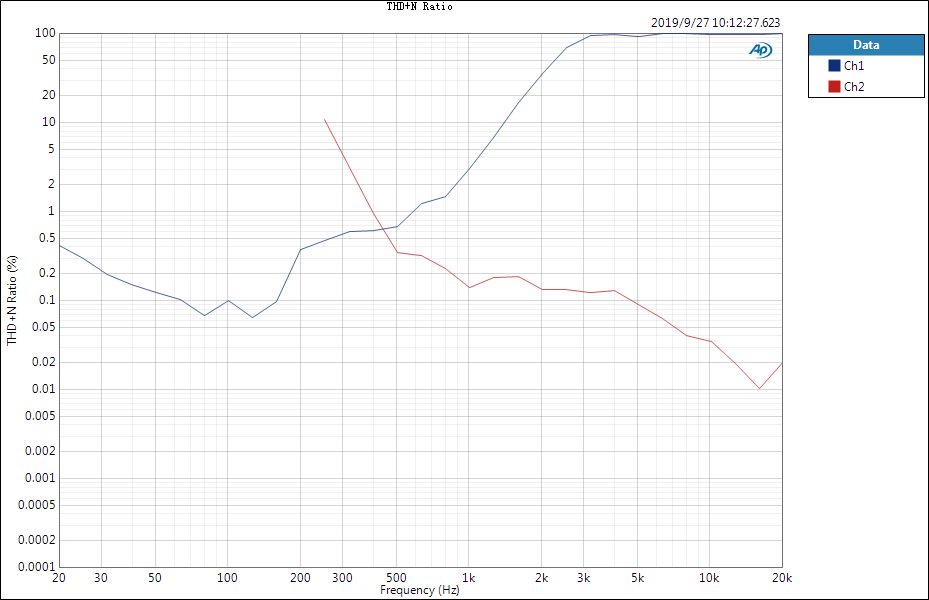 THD+N Ratio
2019/9/27 10:12:27.623
AP
Data
Ch1
Ch2
THD+N Ratio (%)
100
50
20
10
5
2
1
0.5
0.2
0.1
0.05
0.02
0.01
0.005
0.002
0.001
0.0005
0.0002
0.0001
20 30 50 100 200 300 500 1k 2k 3k 5k 10k 20k
Frequency (Hz)